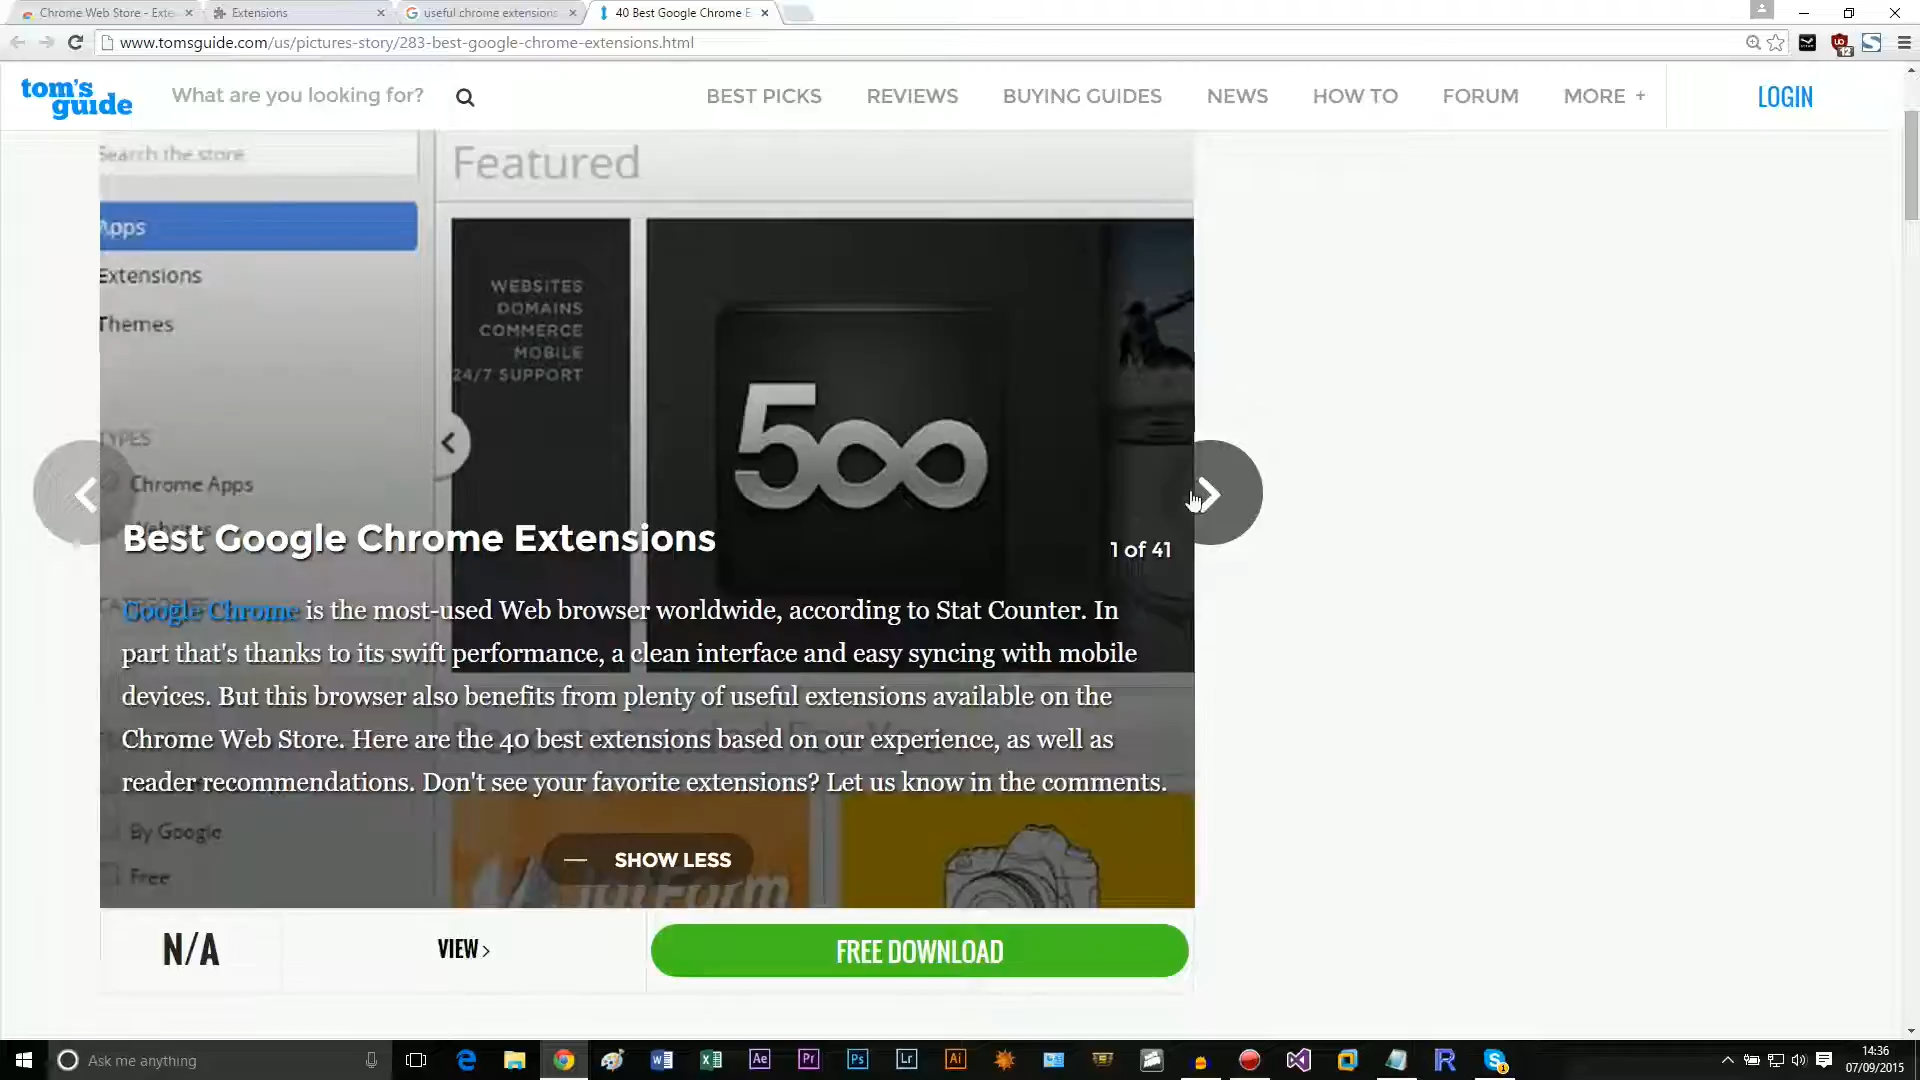 Chrome Web Store - Exte
Extensions
useful chrome extensions
40 Best Google Chrome E
www.tomsguide.com/us/pictures-story/283-best-google-chrome-extensions.html
12
tom's
guide
What are you looking for?
BEST PICKS
REVIEWS
BUYING GUIDES
NEWS
HOW TO
FORUM
MORE +
LOGIN
Search the store
Featured
Apps
Extensions
Themes
WEBSITES
DOMAINS
COMMERCE
MOBILE
24/7 SUPPORT
500
TYPES
Chrome Apps
Best Google Chrome Extensions
1 of 41
Google Chrome is the most-used Web browser worldwide, according to Stat Counter. In
part that's thanks to its swift performance, a clean interface and easy syncing with mobile
devices. But this browser also benefits from plenty of useful extensions available on the
Chrome Web Store. Here are the 40 best extensions based on our experience, as well as
reader recommendations. Don't see your favorite extensions? Let us know in the comments.
By Google
Free
SHOW LESS
N/A
VIEW >
FREE DOWNLOAD
Ask me anything
Ae
Pr
Ps
Lr
Ai
R
14:36
07/09/2015